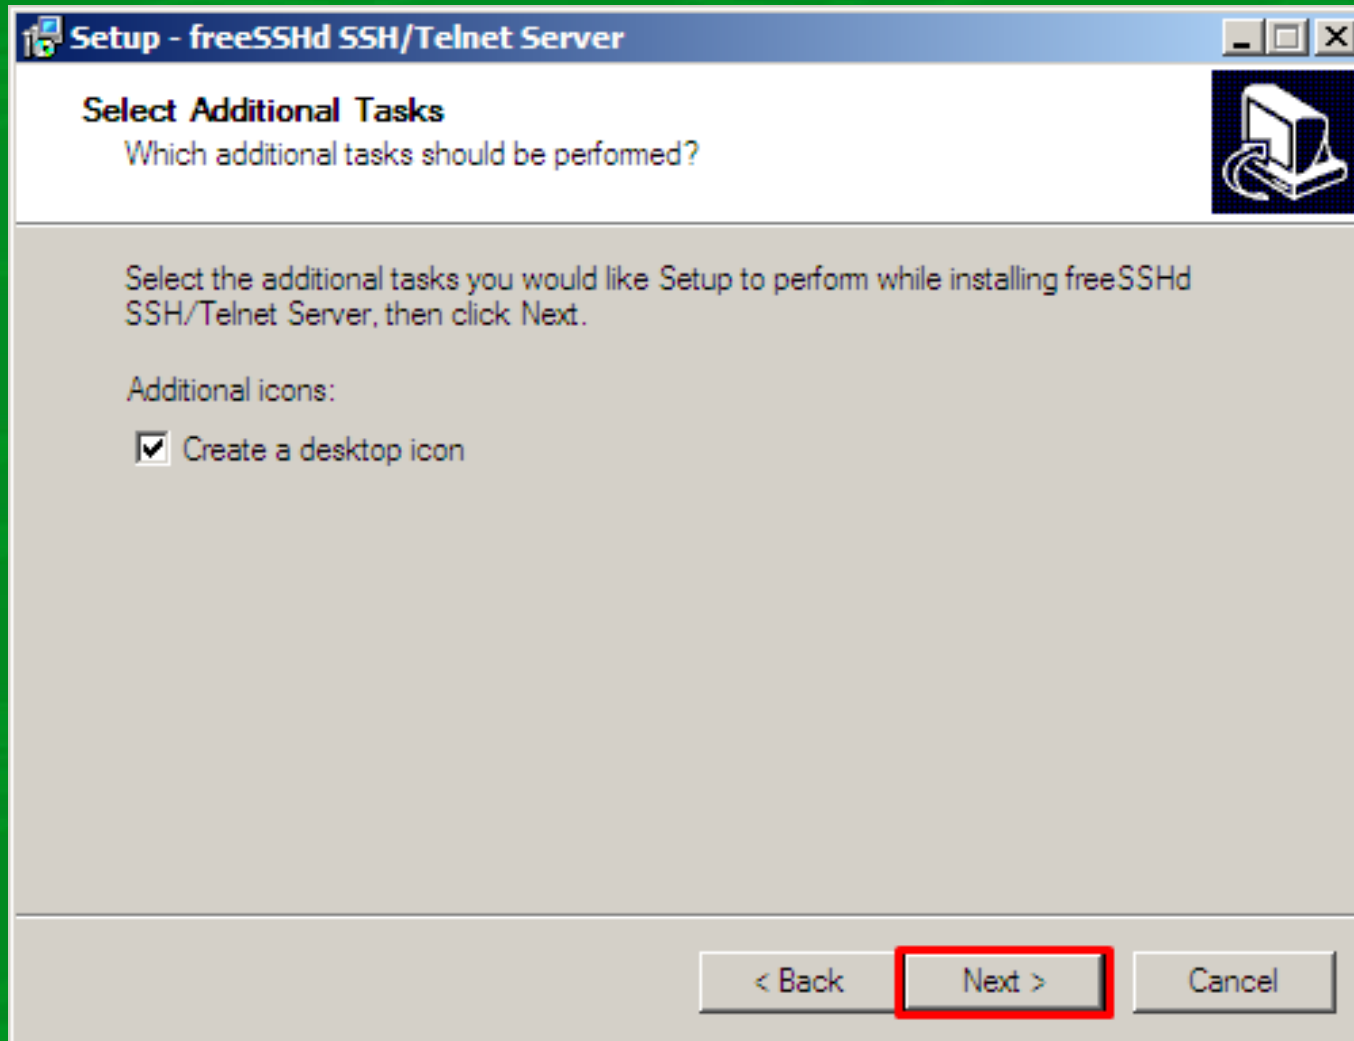 Setup - freeSSHd SSH/Telnet Server
Select Additional Tasks
Which additional tasks should be performed?
Select the additional tasks you would like Setup to perform while installing freeSSHd
SSH/Telnet Server, then click Next.
Additional icons:
Create a desktop icon
< Back
Next >
Cancel